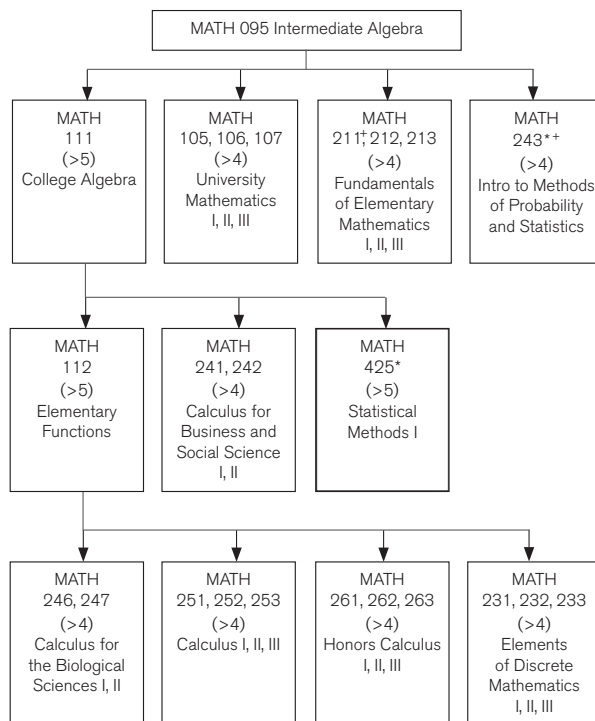 MATH 095 Intermediate Algebra
MATH
111
(>5)
College Algebra
MATH
105, 106, 107
(>4)
University
Mathematics
I, II, III
MATH
211†, 212, 213
(>4)
Fundamentals
of Elementary
Mathematics
I, II, III
MATH
243*+
(>4)
Intro to Methods
of Probability
and Statistics
MATH
112
(>5)
Elementary
Functions
MATH
241, 242
(>4)
Calculus for
Business and
Social Science
I, II
MATH
425*
(>5)
Statistical
Methods I
MATH
246, 247
(>4)
Calculus for
the Biological
Sciences I, II
MATH
251, 252, 253
(>4)
Calculus I, II, III
MATH
261, 262, 263
(>4)
Honors Calculus
I, II, III
MATH
231, 232, 233
(>4)
Elements
of Discrete
Mathematics
I, II, III